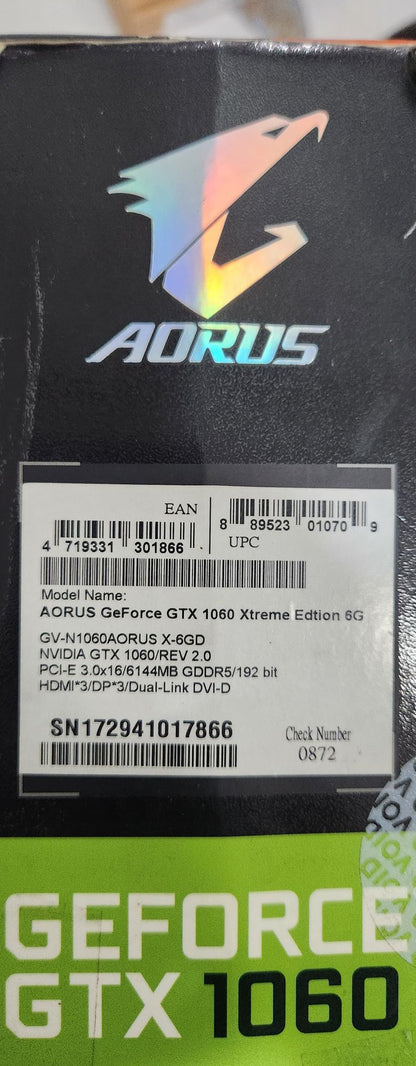 AORUS
EAN
4 719331 301866
8 89523 01070 9
UPC
Model Name:
AORUS GeForce GTX 1060 Xtreme Edtion 6G
GV-N1060AORUS X-6GD
NVIDIA GTX 1060/REV 2.0
PCI-E 3.0x16/6144MB GDDR5/192 bit
HDMI*3/DP*3/Dual-Link DVI-D
SN172941017866
Check Number
0872
VOID
GEFORCE
GTX 1060